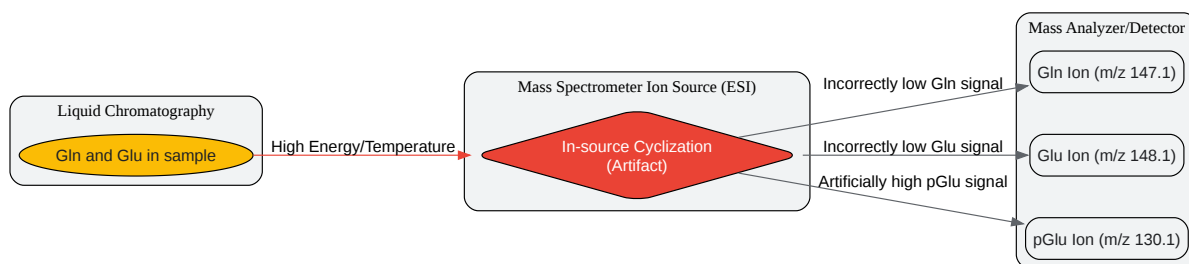 Liquid Chromatography
Gln and Glu in sample
High Energy/Temperature
Mass Spectrometer Ion Source (ESI)
In-source Cyclization
(Artifact)
Incorrectly low Gln signal
Incorrectly low Glu signal
Artificially high pGlu signal
Mass Analyzer/Detector
Gln Ion (m/z 147.1)
Glu Ion (m/z 148.1)
pGlu Ion (m/z 130.1)